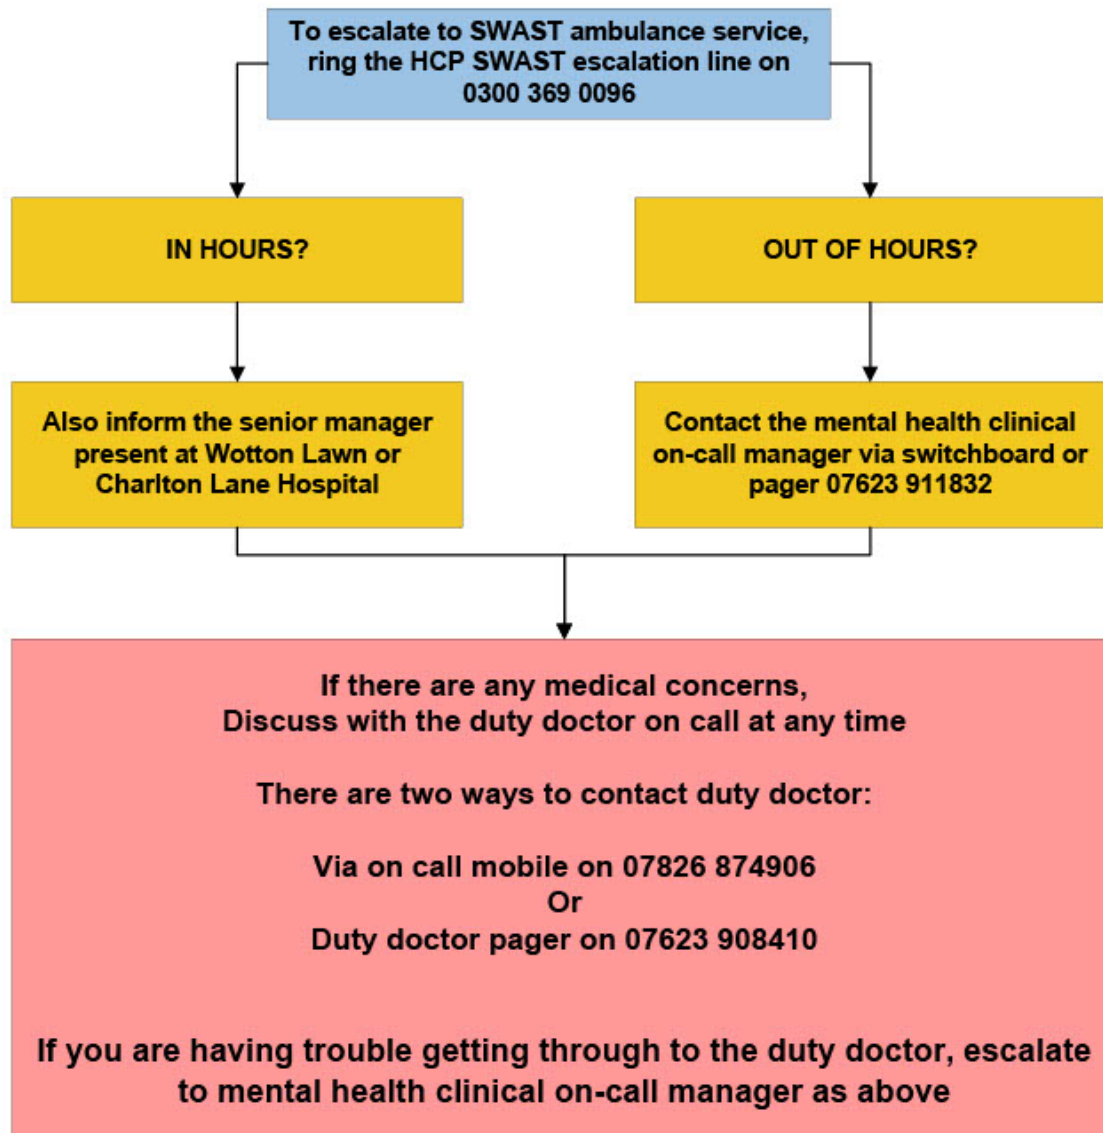 To escalate to SWAST ambulance service,
ring the HCP SWAST escalation line on
0300 369 0096
IN HOURS?
OUT OF HOURS?
Also inform the senior manager
present at Wotton Lawn or
Charlton Lane Hospital
Contact the mental health clinical
on-call manager via switchboard or
pager 07623 911832
If there are any medical concerns,
Discuss with the duty doctor on call at any time
There are two ways to contact duty doctor:
Via on call mobile on 07826 874906
Or
Duty doctor pager on 07623 908410
If you are having trouble getting through to the duty doctor, escalate
to mental health clinical on-call manager as above